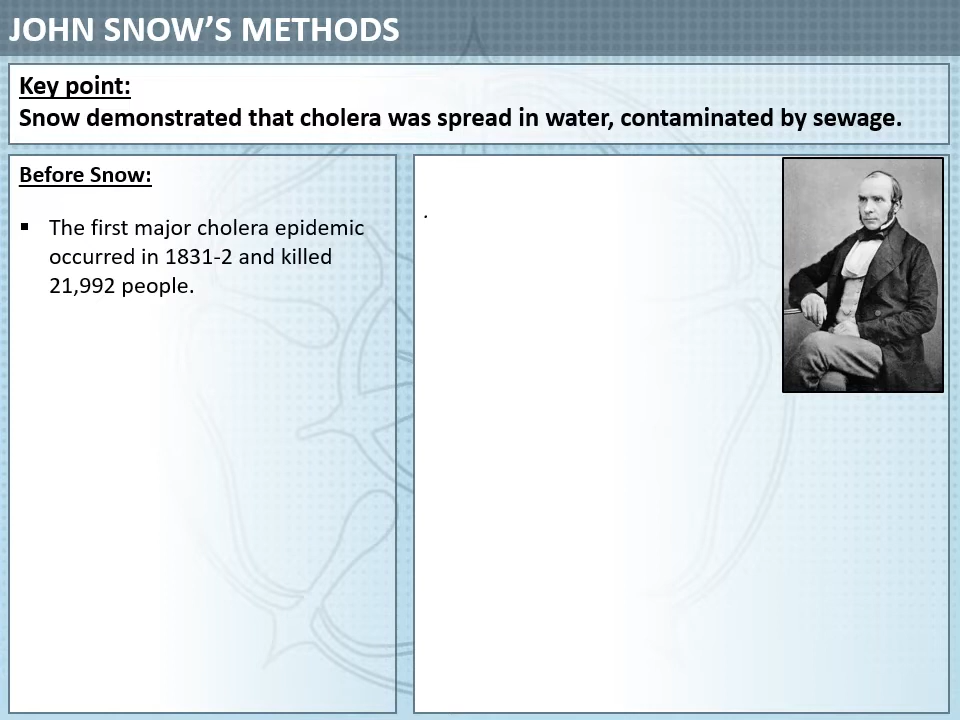 JOHN SNOW’S METHODS
Key point:
Snow demonstrated that cholera was spread in water, contaminated by sewage.
Before Snow:
▪ The first major cholera epidemic
occurred in 1831-2 and killed
21,992 people.
.